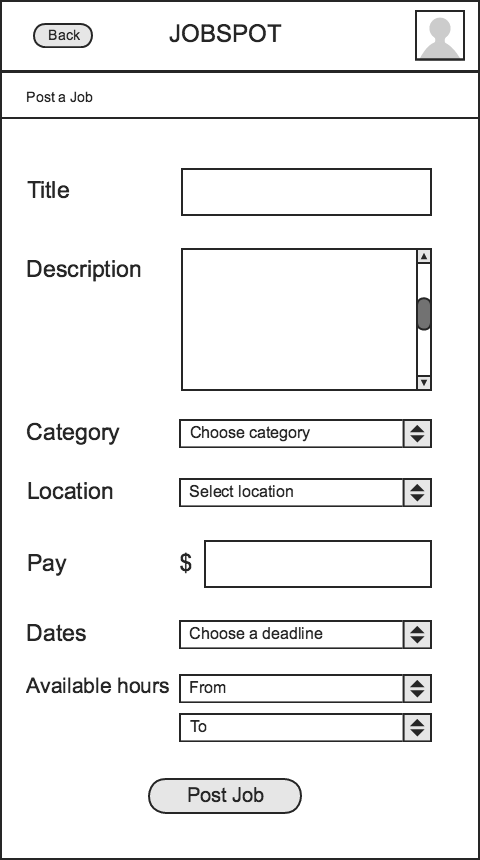 Back
JOBSPOT
Post a Job
Title
Description
Category
Choose category
Location
Select location
Pay
$
Dates
Choose a deadline
Available hours
From
To
Post Job